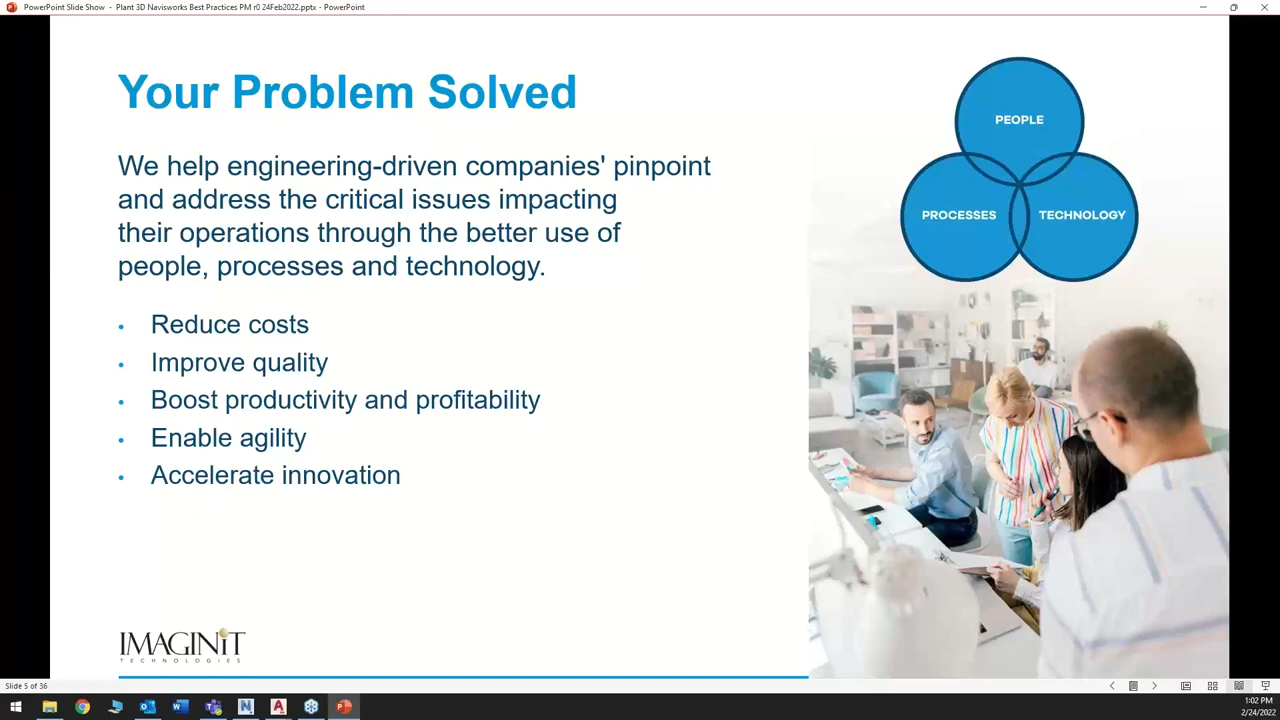 PowerPoint Slide Show - Plant 3D Navisworks Best Practices PM r0 24Feb2022.pptx - PowerPoint
Your Problem Solved
We help engineering-driven companies' pinpoint
and address the critical issues impacting
their operations through the better use of
people, processes and technology.
• Reduce costs
• Improve quality
• Boost productivity and profitability
• Enable agility
• Accelerate innovation
PEOPLE
PROCESSES
TECHNOLOGY
IMAGINiT
TECHNOLOGIES
Slide 5 of 36
1:02 PM
2/24/2022